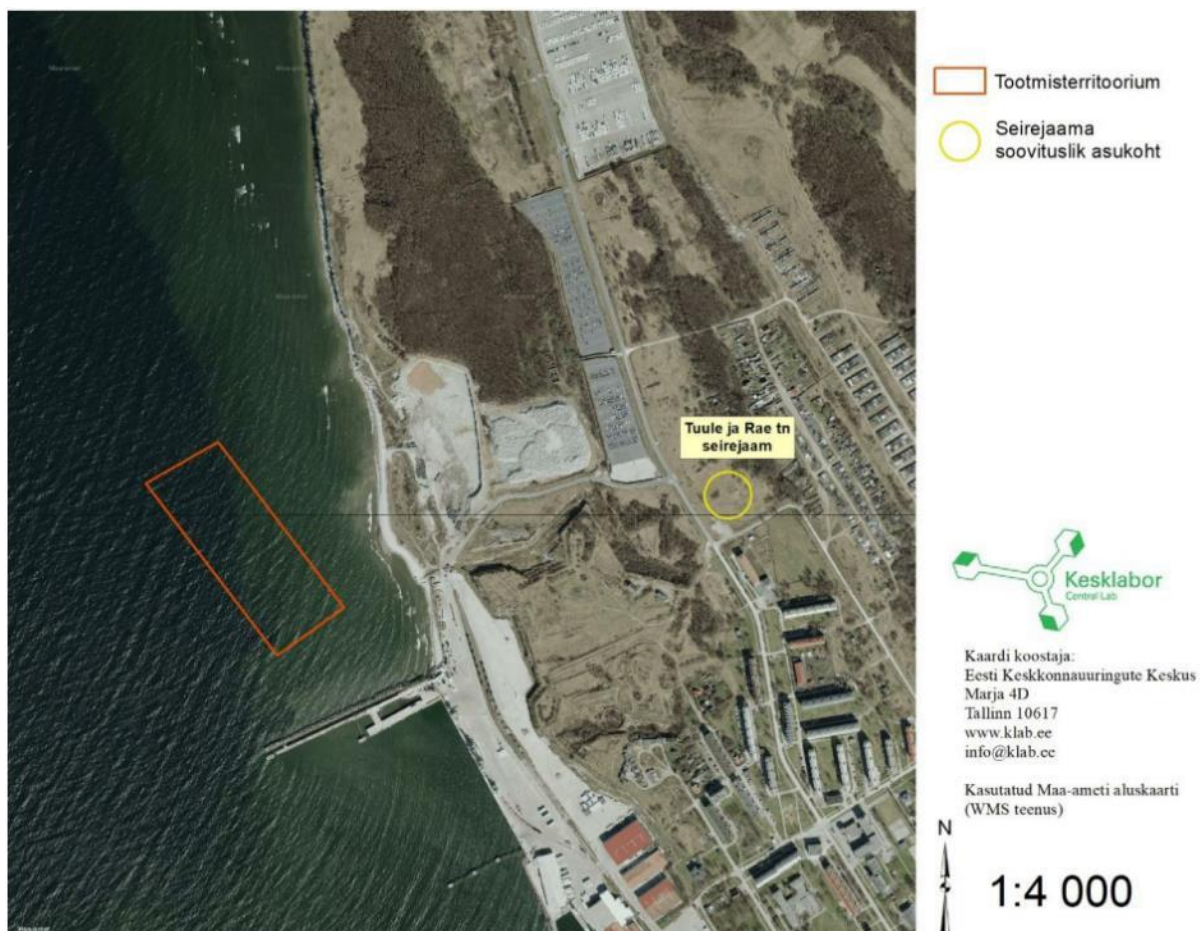 Tootmisterritoorium
Seirejaama
soovituslik asukoht
Tuule ja Rae tn
seirejaam
Kesklabor
Central Lab
Kaardi koostaja:
Eesti Keskkonnauuringute Keskus
Marja 4D
Tallinn 10617
www.klab.ee
info@klab.ee
Kasutatud Maa-ameti aluskaarti
(WMS teenus)
N
1:4 000